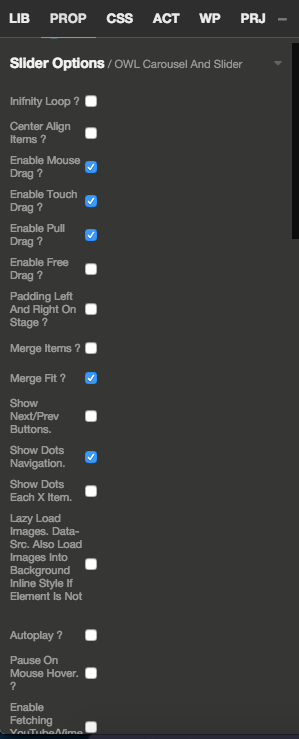 LIB PROP CSS ACT WP PRJ
Slider Options / OWL Carousel And Slider
Inifnity Loop ?
Center Align
Items ?
Enable Mouse
Drag ?
Enable Touch
Drag ?
Enable Pull
Drag ?
Enable Free
Drag ?
Padding Left
And Right On
Stage ?
Merge Items ?
Merge Fit ?
Show
Next/Prev
Buttons.
Show Dots
Navigation.
Show Dots
Each X Item.
Lazy Load
Images. Data-
Src. Also Load
Images Into
Background
Inline Style If
Element Is Not
Autoplay ?
Pause On
Mouse Hover.
?
Enable
Fetching
YouTube/Vime